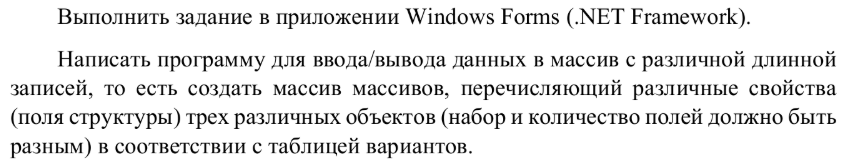 Выполнить задание в приложении Windows Forms (.NET Framework).
Написать программу для ввода/вывода данных в массив с различной длинной
записей, то есть создать массив массивов, перечисляющий различные свойства
(поля структуры) трех различных объектов (набор и количество полей должно быть
разным) в соответствии с таблицей вариантов.